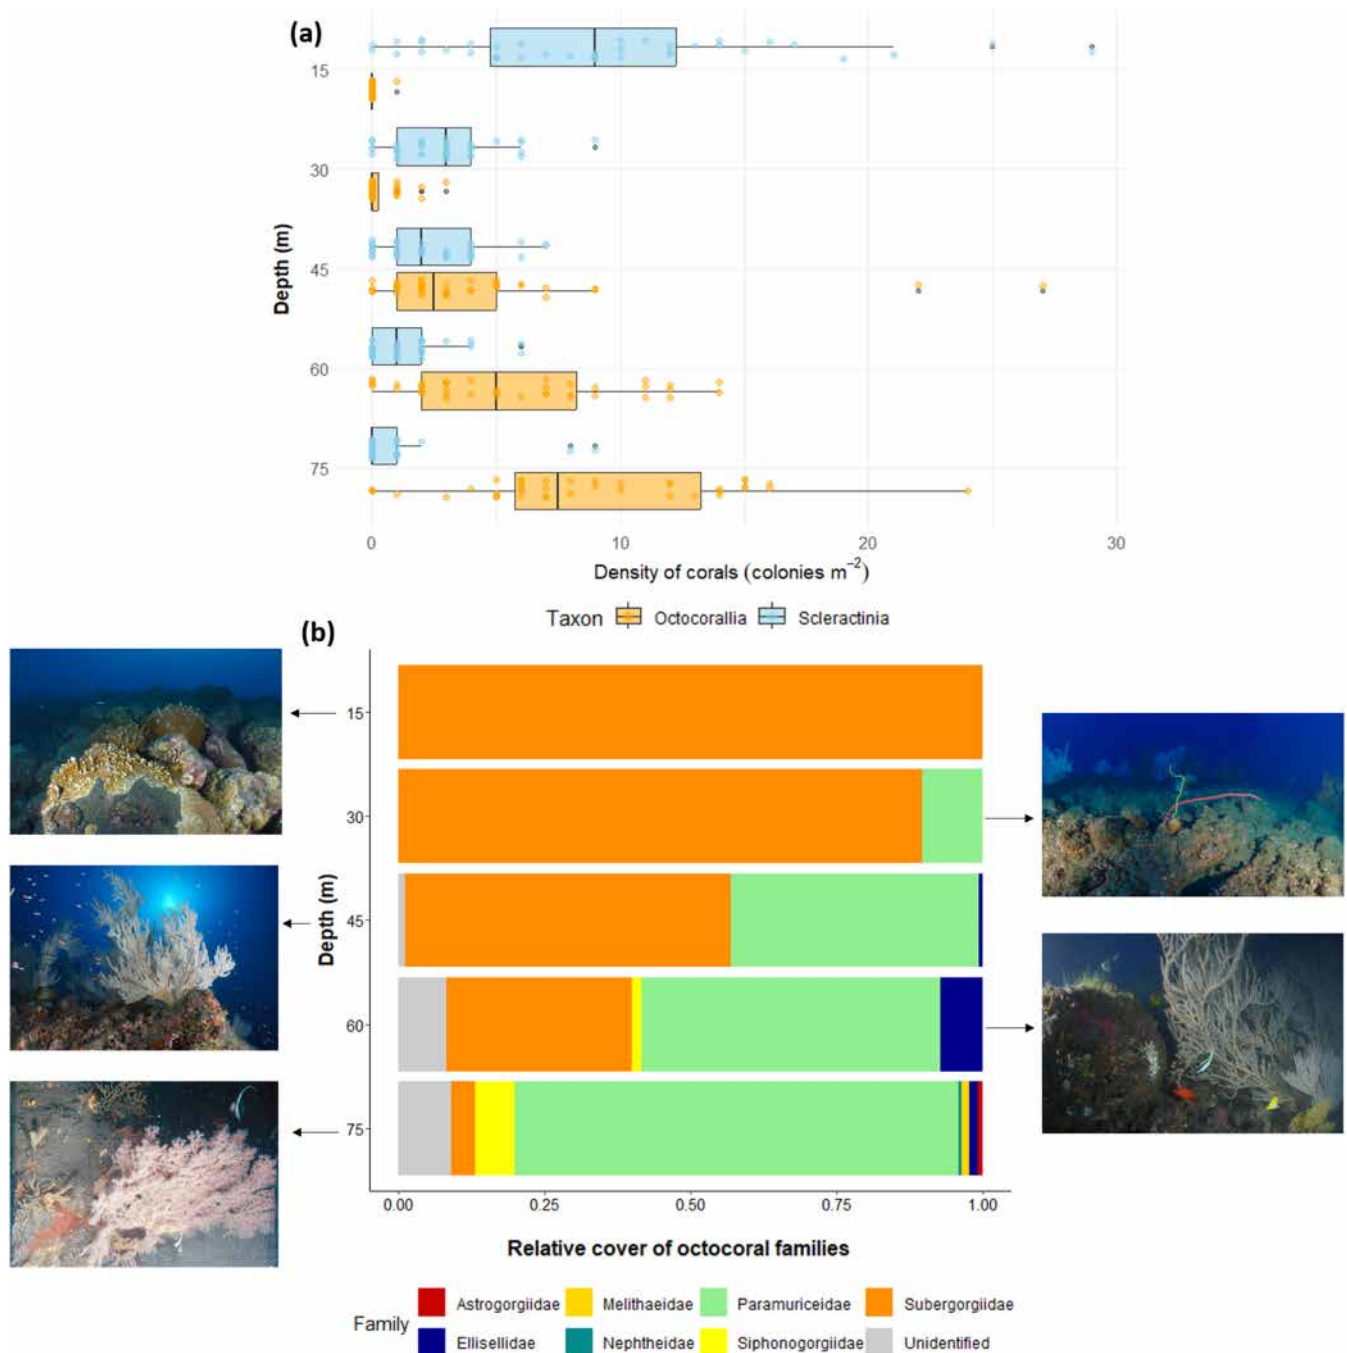 (a)
15
30
45
60
75
Depth (m)
0 10 20 30
Density of corals (colonies m⁻²)
Taxon Octocorallia Scleractinia
(b)
15
30
45
60
75
Depth (m)
0.00 0.25 0.50 0.75 1.00
Relative cover of octocoral families
Family
Astrogorgiidae Melithaeidae Paramuriceidae Subergorgiidae
Ellisellidae Nephtheidae Siphonogorgiidae Unidentified